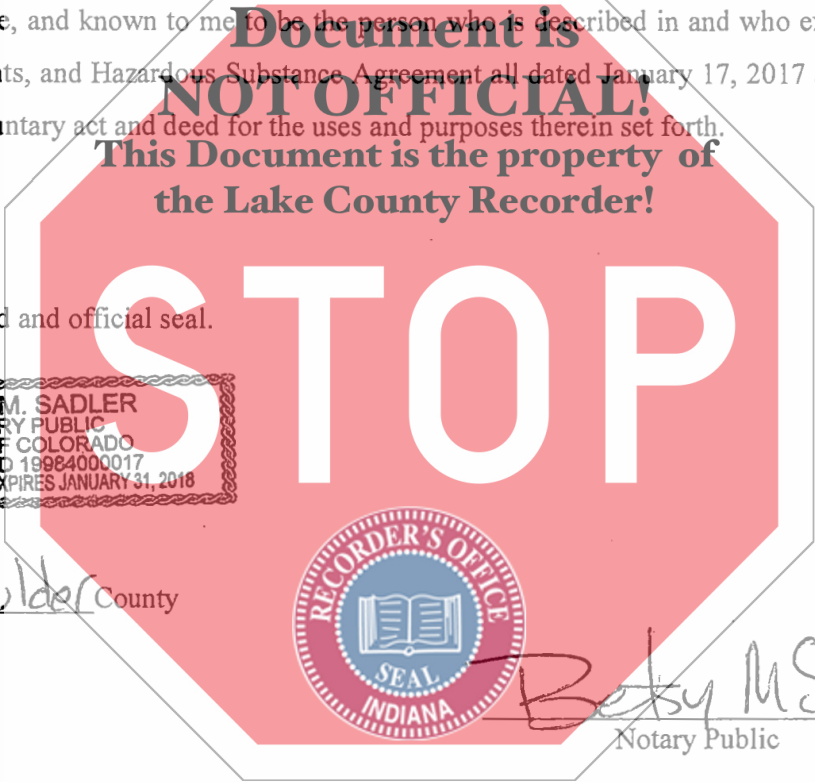 e, and known to me to be the person who is described in and who e
Document is
ts, and Hazardous Substance Agreement all dated January 17, 2017
NOT OFFICIAL!
untary act and deed for the uses and purposes therein set forth.
This Document is the property of
the Lake County Recorder!
STOP
d and official seal.
M. SADLER
RY PUBLIC
F COLORADO
D 19984000017
XPIRES JANUARY 31, 2018
RECORDER'S OFFICE
ulder County
SEAL
INDIANA
Betsy M S
Notary Public